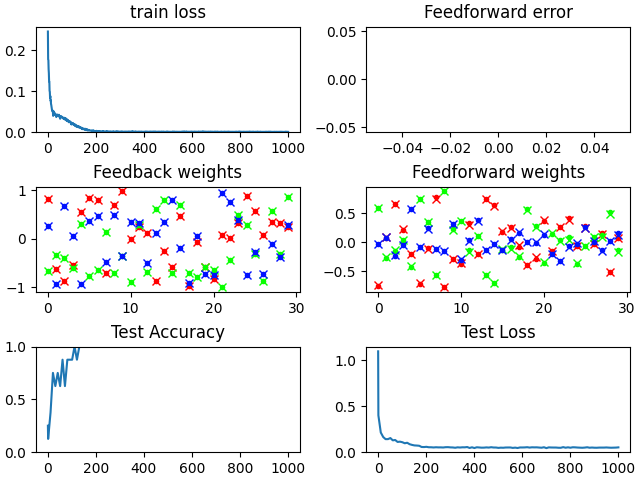 train loss
Feedforward error
0.2
0.1
0.0
0 200 400 600 800 1000
0.05
0.00
−0.05
−0.04 −0.02 0.00 0.02 0.04
Feedback weights
Feedforward weights
1
0
−1
0 10 20 30
0.5
0.0
−0.5
0 10 20 30
Test Accuracy
Test Loss
1.0
0.5
0.0
0 200 400 600 800 1000
1.0
0.5
0.0
0 200 400 600 800 1000